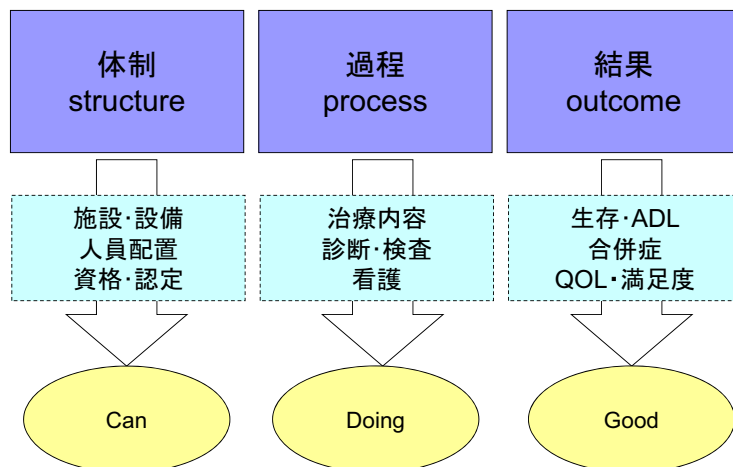 体制
structure
過程
process
結果
outcome
施設・設備
人員配置
資格・認定
治療内容
診断・検査
看護
生存・ADL
合併症
QOL・満足度
Can
Doing
Good